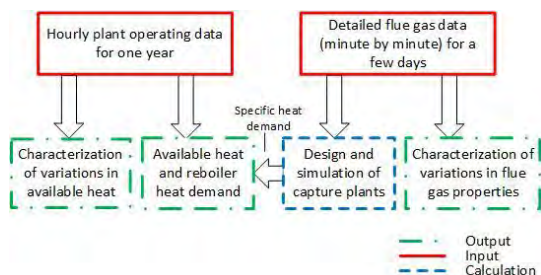 Hourly plant operating data
for one year
Detailed flue gas data
(minute by minute) for a
few days
Specific heat
demand
Characterization
of variations in
available heat
Available heat
and reboiler
heat demand
Design and
simulation of
capture plants
Characterization of
variations in flue
gas properties
Output
Input
Calculation